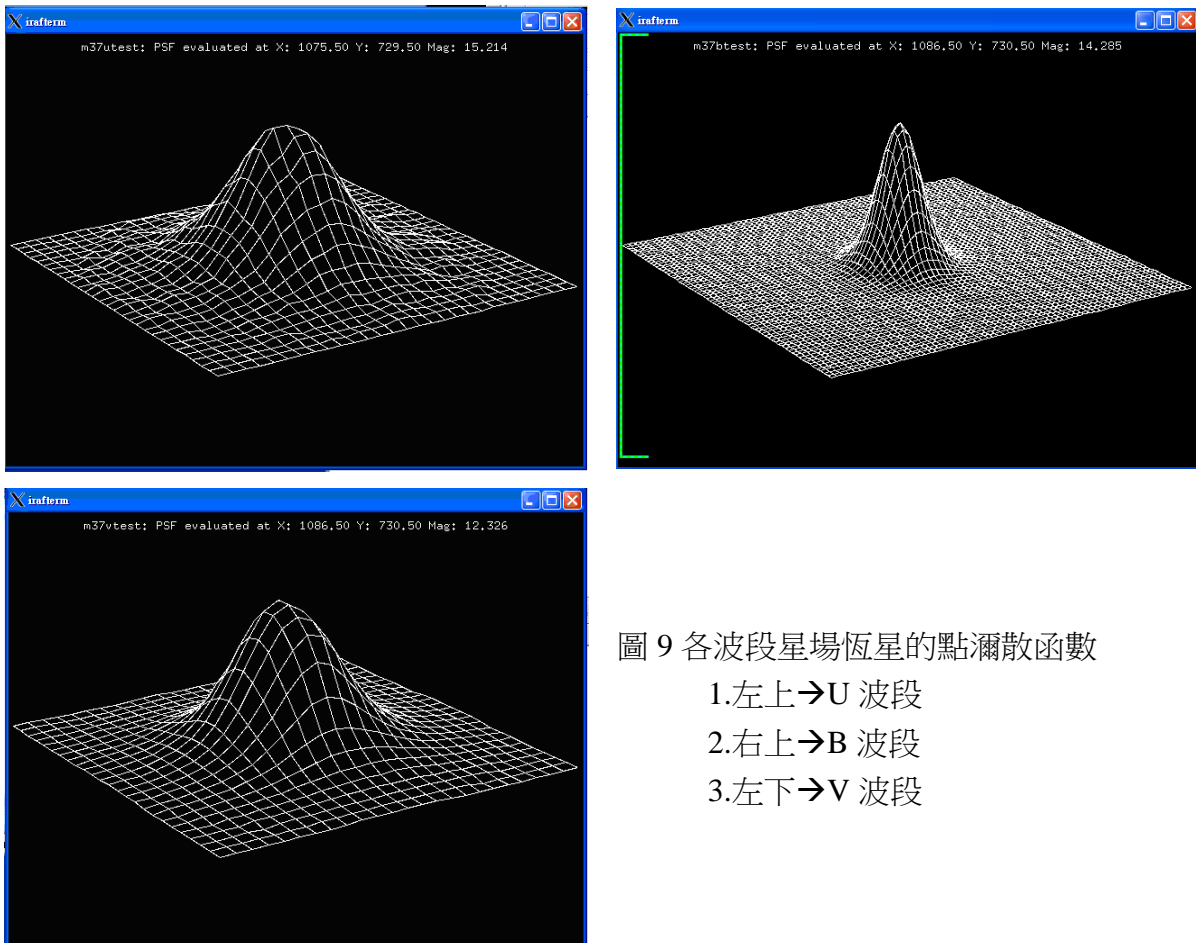 irafterm
m37utest: PSF evaluated at X: 1075.50 Y: 729.50 Mag: 15.214
irafterm
m37btest: PSF evaluated at X: 1086.50 Y: 730.50 Mag: 14.285
irafterm
m37vtest: PSF evaluated at X: 1086.50 Y: 730.50 Mag: 12.326
圖 9 各波段星場恆星的點瀰散函數
1.左上→U 波段
2.右上→B 波段
3.左下→V 波段